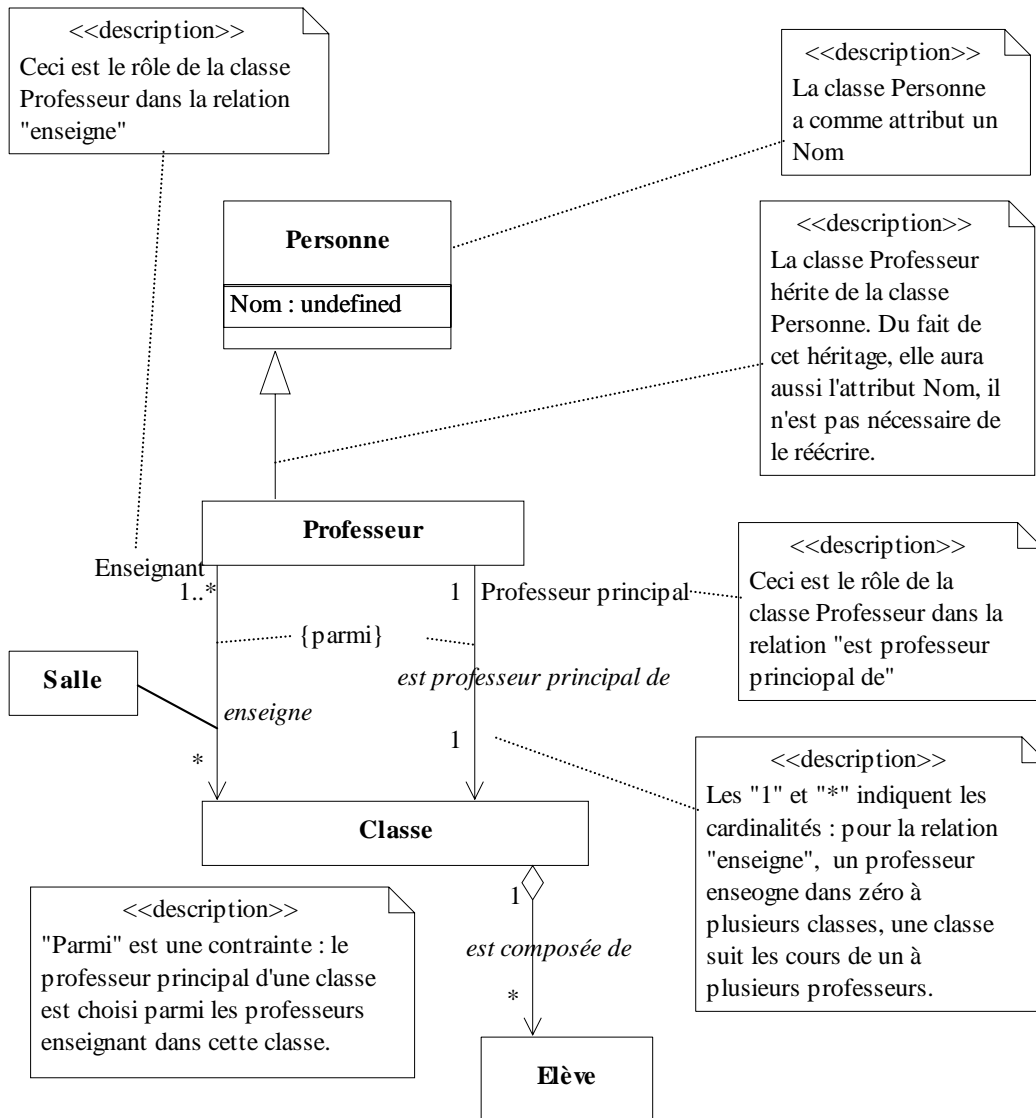 <<description>>
Ceci est le rôle de la classe
Professeur dans la relation
"enseigne"
<<description>>
La classe Personne
a comme attribut un
Nom
Personne
Nom : undefined
<<description>>
La classe Professeur
hérite de la classe
Personne. Du fait de
cet héritage, elle aura
aussi l'attribut Nom, il
n'est pas nécessaire de
le réécrire.
Professeur
Enseignant
1..*
1
Professeur principal
<<description>>
Ceci est le rôle de la
classe Professeur dans la
relation "est professeur
princiopal de"
{parmi}
Salle
est professeur principal de
enseigne
*
1
<<description>>
Les "1" et "*" indiquent les
cardinalités : pour la relation
"enseigne", un professeur
enseogne dans zéro à
plusieurs classes, une classe
suit les cours de un à
plusieurs professeurs.
Classe
1
est composée de
*
<<description>>
"Parmi" est une contrainte : le
professeur principal d'une classe
est choisi parmi les professeurs
enseignant dans cette classe.
Elève